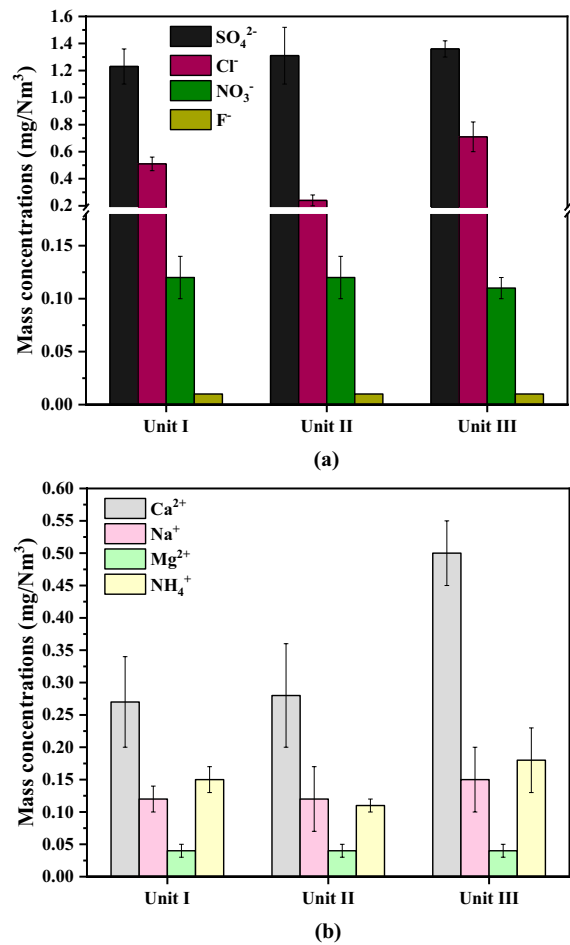 Mass concentrations (mg/Nm³)
1.6
1.4
1.2
1.0
0.8
0.6
0.4
0.2
0.15
0.10
0.05
0.00
SO₄²⁻
Cl⁻
NO₃⁻
F⁻
Unit I Unit II Unit III
(a)
Mass concentrations (mg/Nm³)
0.60
0.55
0.50
0.45
0.40
0.35
0.30
0.25
0.20
0.15
0.10
0.05
0.00
Ca²⁺
Na⁺
Mg²⁺
NH₄⁺
Unit I Unit II Unit III
(b)